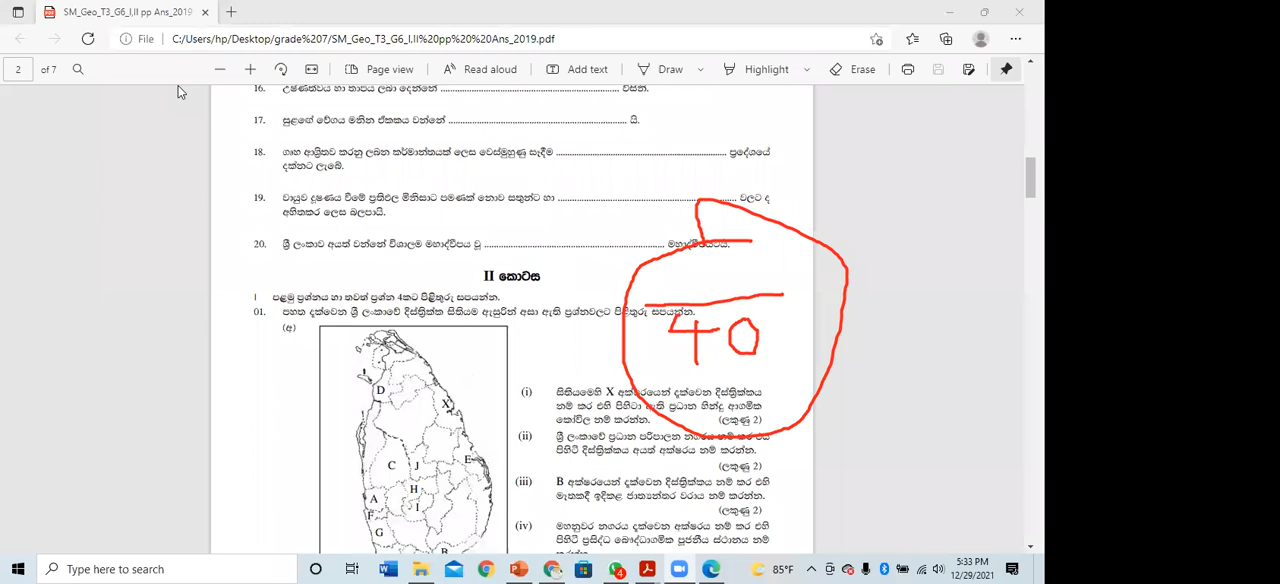 SM_Geo_T3_G6_I,II pp Ans_2019
File
C:/Users/hp/Desktop/grade%207/SM_Geo_T3_G6_I,II%20pp%20%20Ans_2019.pdf
2 of 7
Page view
Read aloud
Add text
Draw
Highlight
Erase
16. උෂ්ණත්වය හා තාපය ලබා දෙන්නේ .......................................................... විසිනි.
17. සුළඟේ වේගය මනින ඒකකය වන්නේ .......................................................... යි.
18. ගෘහ ආශ්‍රිතව කරනු ලබන කර්මාන්තයක් ලෙස වෙස්මුහුණු සෑදීම ....................................................... ප්‍රදේශයේ
දක්නට ලැබේ.
19. වායුව දූෂණය වීමේ ප්‍රතිඵල මිනිසාට පමණක් නොව සතුන්ට හා .......................................................... වලට ද
අහිතකර ලෙස බලපායි.
20. ශ්‍රී ලංකාව අයත් වන්නේ විශාලම මහාද්වීපය වූ .......................................................... මහාද්වීපයටයි.
II කොටස
පළමු ප්‍රශ්නය හා තවත් ප්‍රශ්න 4කට පිළිතුරු සපයන්න.
01. පහත දැක්වෙන ශ්‍රී ලංකාවේ දිස්ත්‍රික්ක සිතියම ඇසුරින් අසා ඇති ප්‍රශ්නවලට පිළිතුරු සපයන්න.
40
(අ)
D
X
C
J
E
H
A
I
F
G
B
(i) සිතියමෙහි X අක්ෂරයෙන් දැක්වෙන දිස්ත්‍රික්කය
නම් කර එහි පිහිටා ඇති ප්‍රධාන හින්දු ආගමික
කෝවිල නම් කරන්න. (ලකුණු 2)
(ii) ශ්‍රී ලංකාවේ ප්‍රධාන පරිපාලන නගරය නම් කර එය
පිහිටි දිස්ත්‍රික්කය අයත් අක්ෂරය නම් කරන්න.
(ලකුණු 2)
(iii) B අක්ෂරයෙන් දැක්වෙන දිස්ත්‍රික්කය නම් කර එහි
මෑතකදී ඉදිකළ ජාත්‍යන්තර වරාය නම් කරන්න.
(ලකුණු 2)
(iv) මහනුවර නගරය දැක්වෙන අක්ෂරය නම් කර එහි
පිහිටි ප්‍රසිද්ධ බෞද්ධාගමික පූජනීය ස්ථානය නම්
Type here to search
4
85°F
5:33 PM
12/29/2021